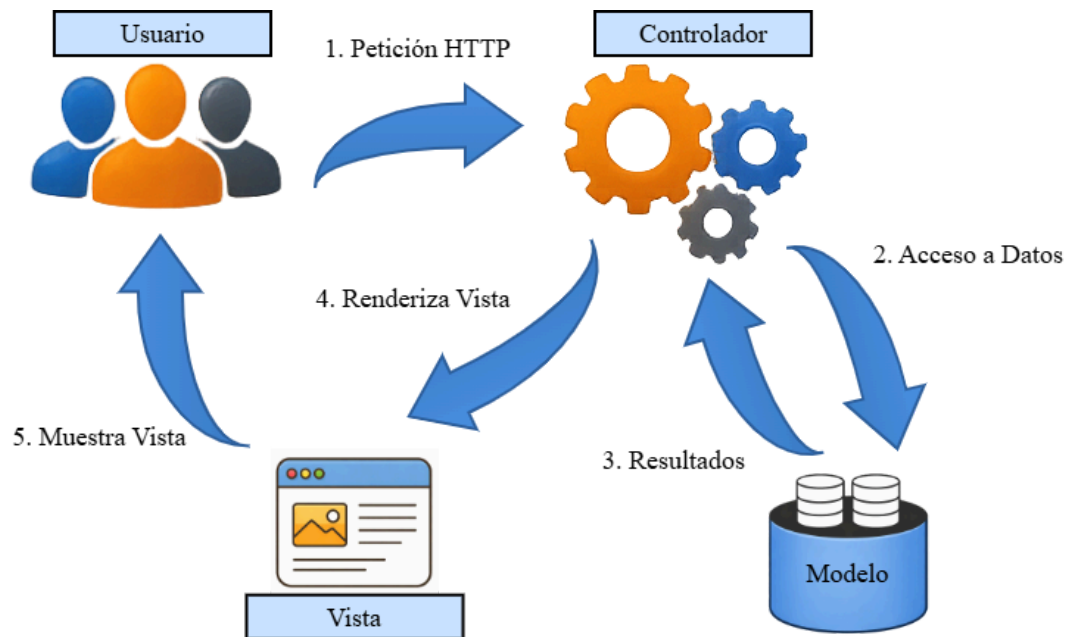 Usuario
Controlador
1. Petición HTTP
2. Acceso a Datos
4. Renderiza Vista
5. Muestra Vista
3. Resultados
Modelo
Vista